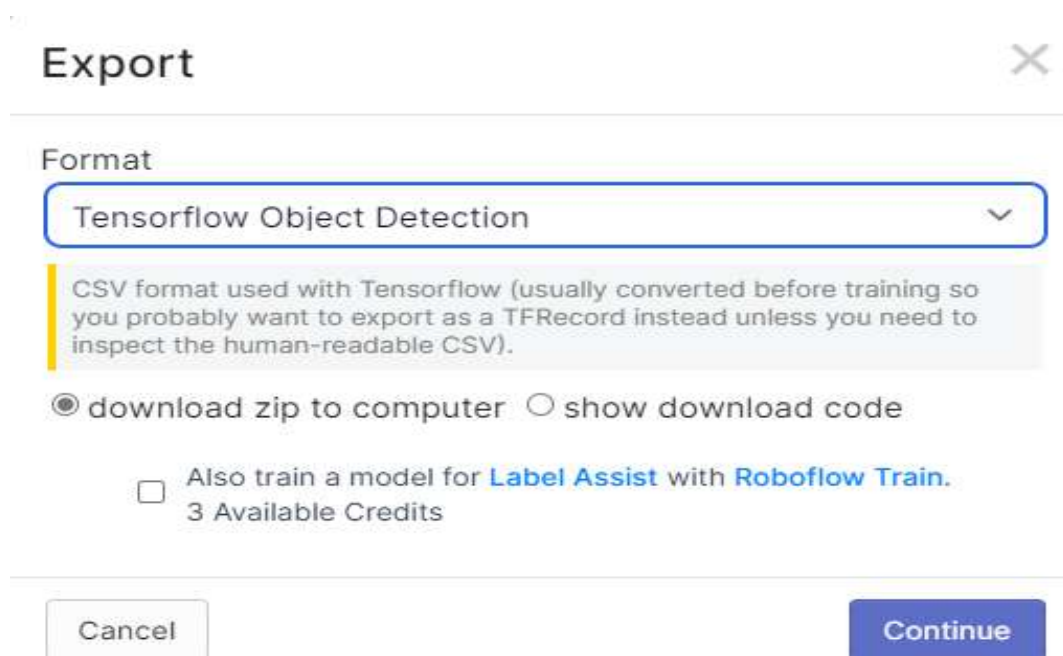 Export
Format
Tensorflow Object Detection
CSV format used with Tensorflow (usually converted before training so
you probably want to export as a TFRecord instead unless you need to
inspect the human-readable CSV).
download zip to computer show download code
Also train a model for Label Assist with Roboflow Train.
3 Available Credits
Cancel Continue